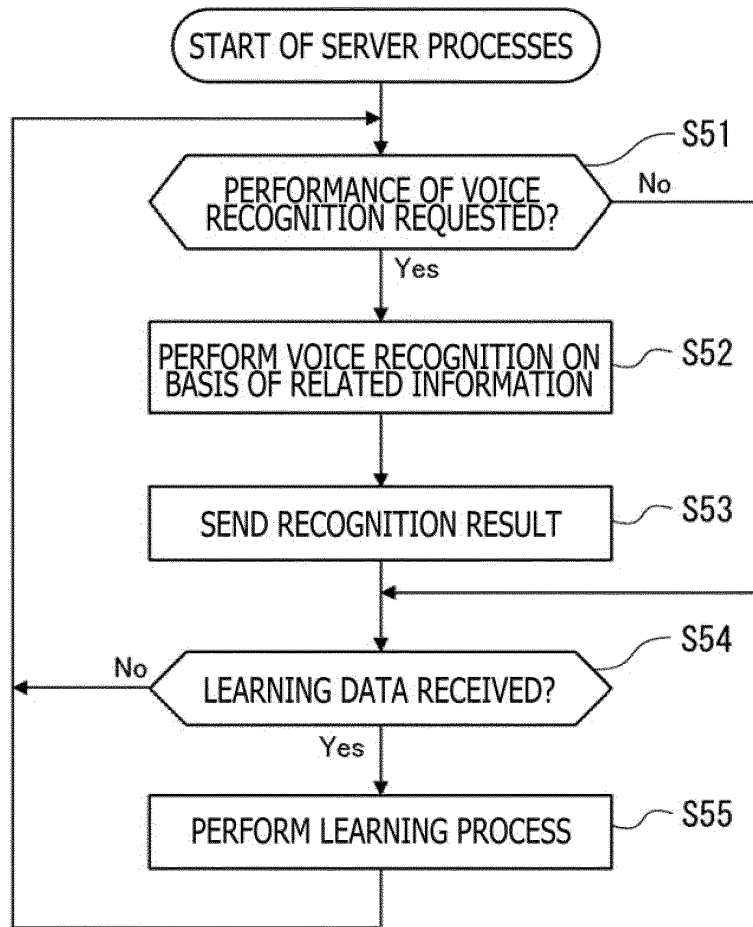 START OF SERVER PROCESSES
S51
PERFORMANCE OF VOICE
RECOGNITION REQUESTED?
No
Yes
PERFORM VOICE RECOGNITION ON
BASIS OF RELATED INFORMATION
S52
SEND RECOGNITION RESULT
S53
S54
No
LEARNING DATA RECEIVED?
Yes
PERFORM LEARNING PROCESS
S55